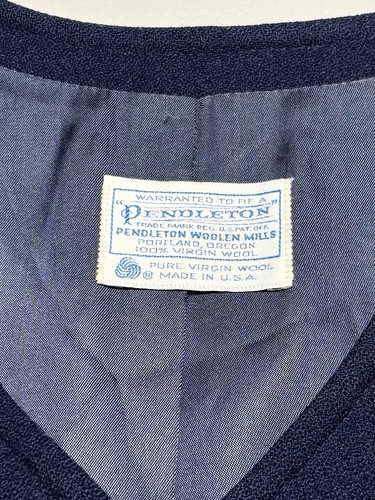 WARRANTED TO BE A
"PENDLETON"
TRADE MARK REG. U.S. PAT. OFF.
PENDLETON WOOLEN MILLS
PORTLAND, OREGON
100% VIRGIN WOOL
PURE VIRGIN WOOL
® MADE IN U.S.A.